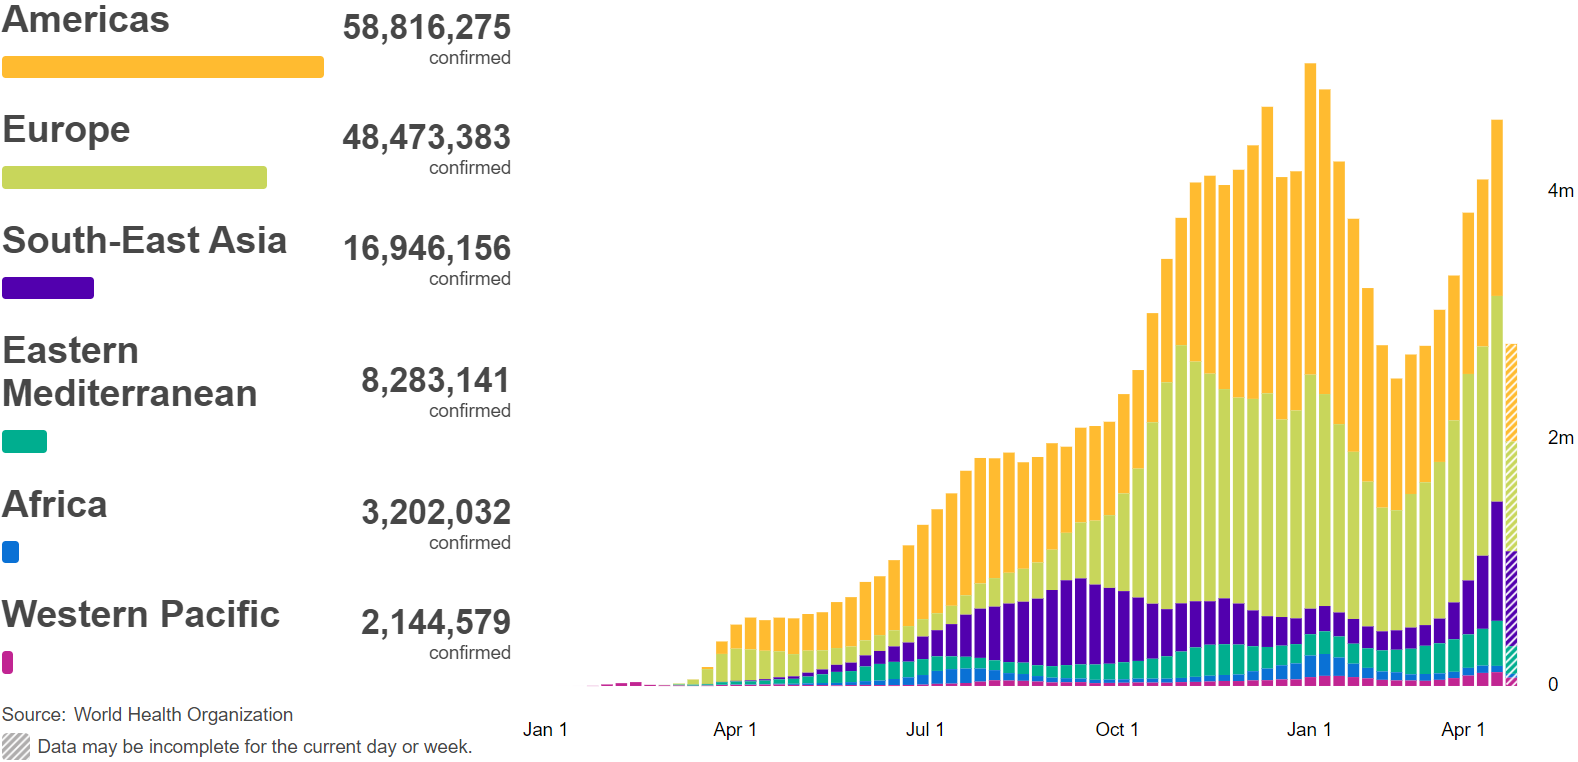 Americas
58,816,275
confirmed
Europe
48,473,383
confirmed
South-East Asia
16,946,156
confirmed
Eastern
Mediterranean
8,283,141
confirmed
Africa
3,202,032
confirmed
Western Pacific
2,144,579
confirmed
Source: World Health Organization
Data may be incomplete for the current day or week.
4m
2m
0
Jan 1
Apr 1
Jul 1
Oct 1
Jan 1
Apr 1